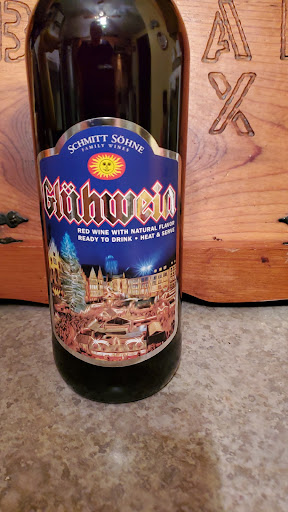 SCHMITT SÖHNE
FAMILY WINES
Glühwein
RED WINE WITH NATURAL FLAVORS
READY TO DRINK • HEAT & SERVE
B A
X